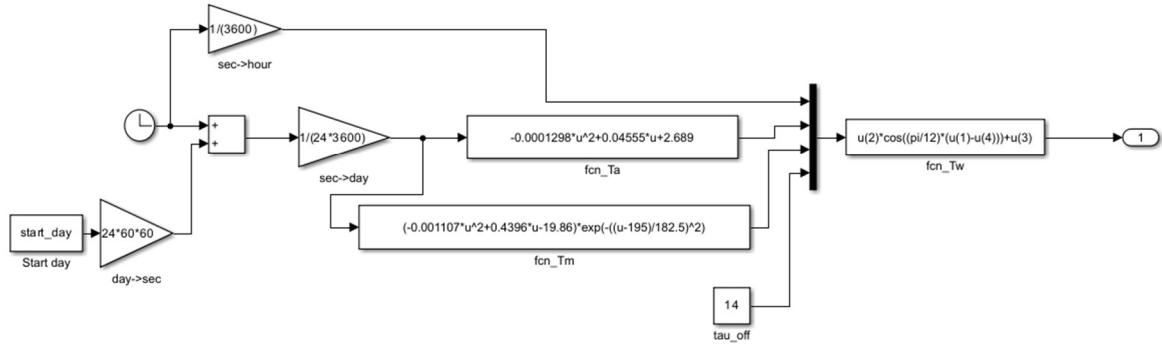 1/(3600)
sec->hour
+
+
1/(24*3600)
sec->day
-0.0001298*u^2+0.04555*u+2.689
fcn_Ta
u(2)*cos((pi/12)*(u(1)-u(4)))+u(3)
fcn_Tw
1
start_day
Start day
24*60*60
day->sec
(-0.001107*u^2+0.4396*u-19.86)*exp(-((u-195)/182.5)^2)
fcn_Tm
14
tau_off